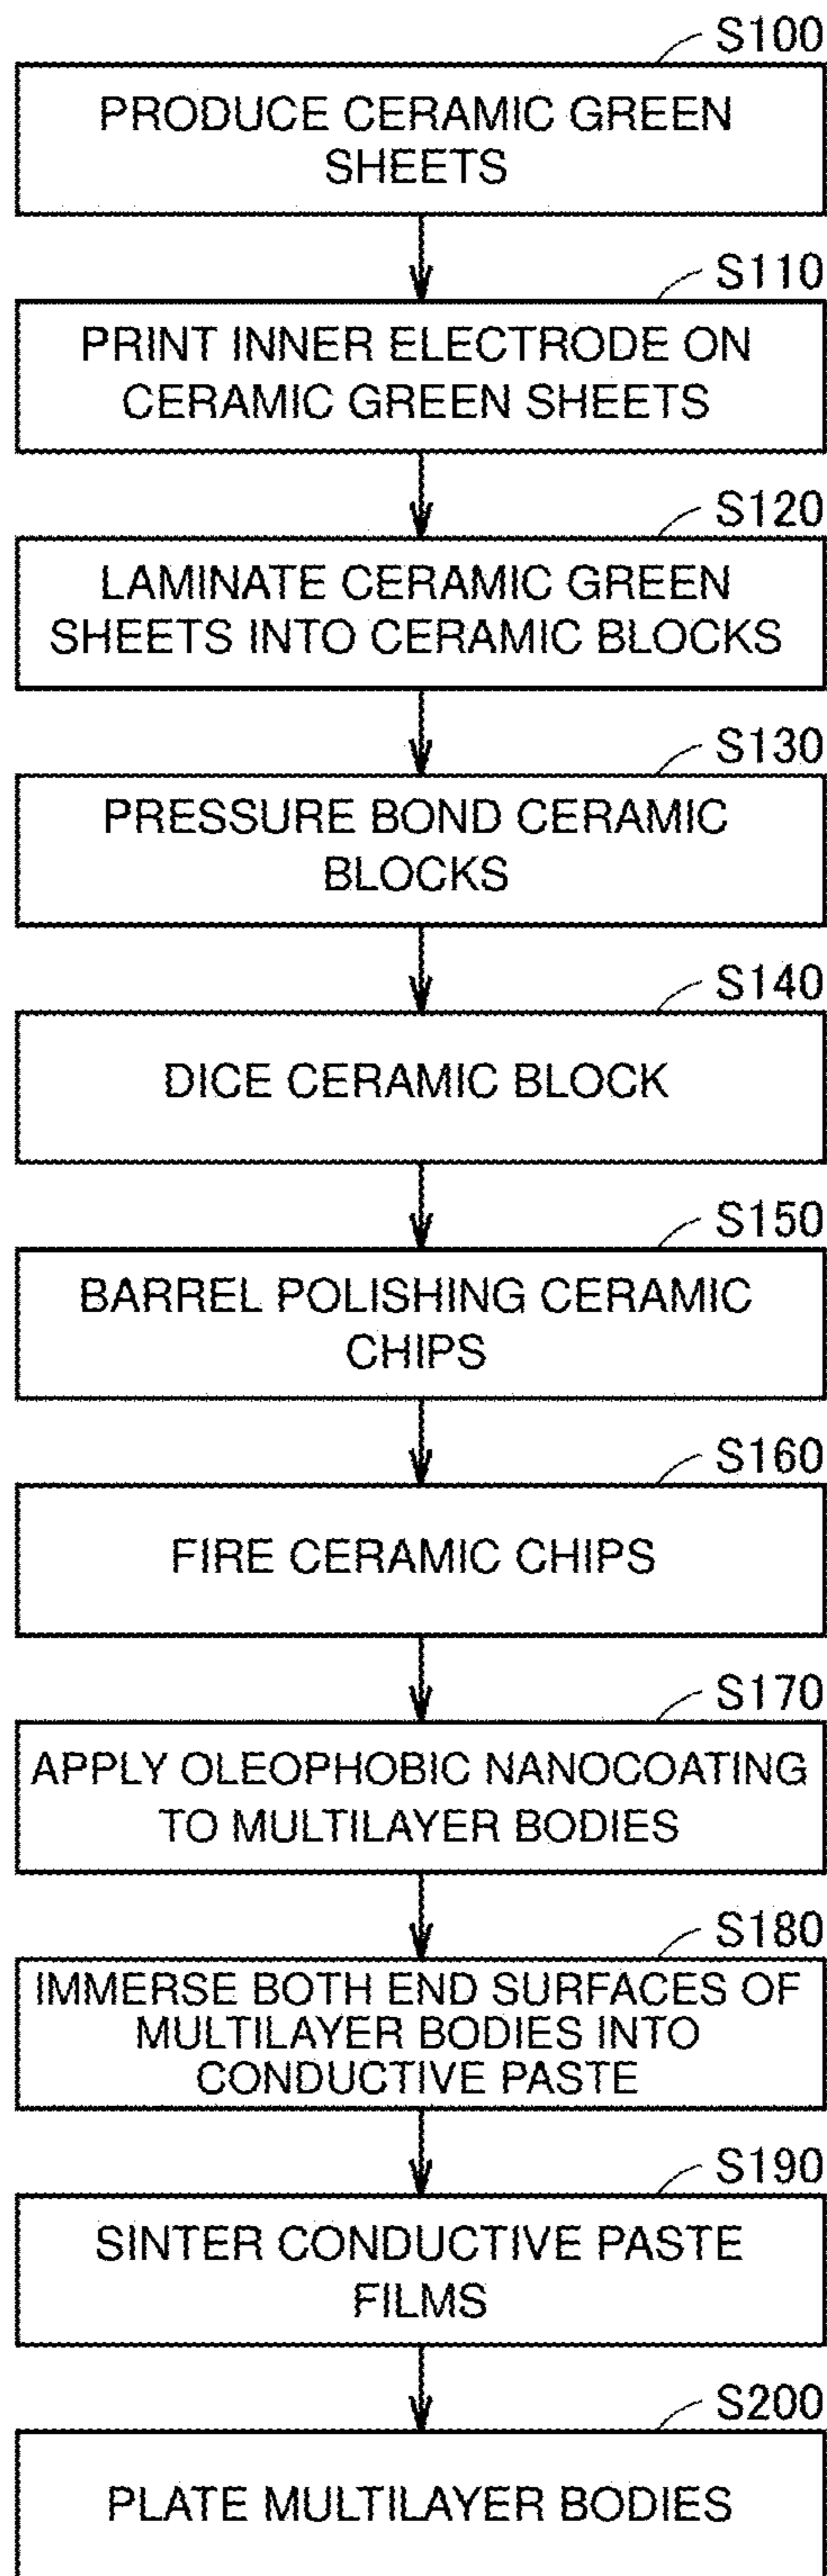 S100
PRODUCE CERAMIC GREEN
SHEETS
S110
PRINT INNER ELECTRODE ON
CERAMIC GREEN SHEETS
S120
LAMINATE CERAMIC GREEN
SHEETS INTO CERAMIC BLOCKS
S130
PRESSURE BOND CERAMIC
BLOCKS
S140
DICE CERAMIC BLOCK
S150
BARREL POLISHING CERAMIC
CHIPS
S160
FIRE CERAMIC CHIPS
S170
APPLY OLEOPHOBIC NANOCOATING
TO MULTILAYER BODIES
S180
IMMERSE BOTH END SURFACES OF
MULTILAYER BODIES INTO
CONDUCTIVE PASTE
S190
SINTER CONDUCTIVE PASTE
FILMS
S200
PLATE MULTILAYER BODIES